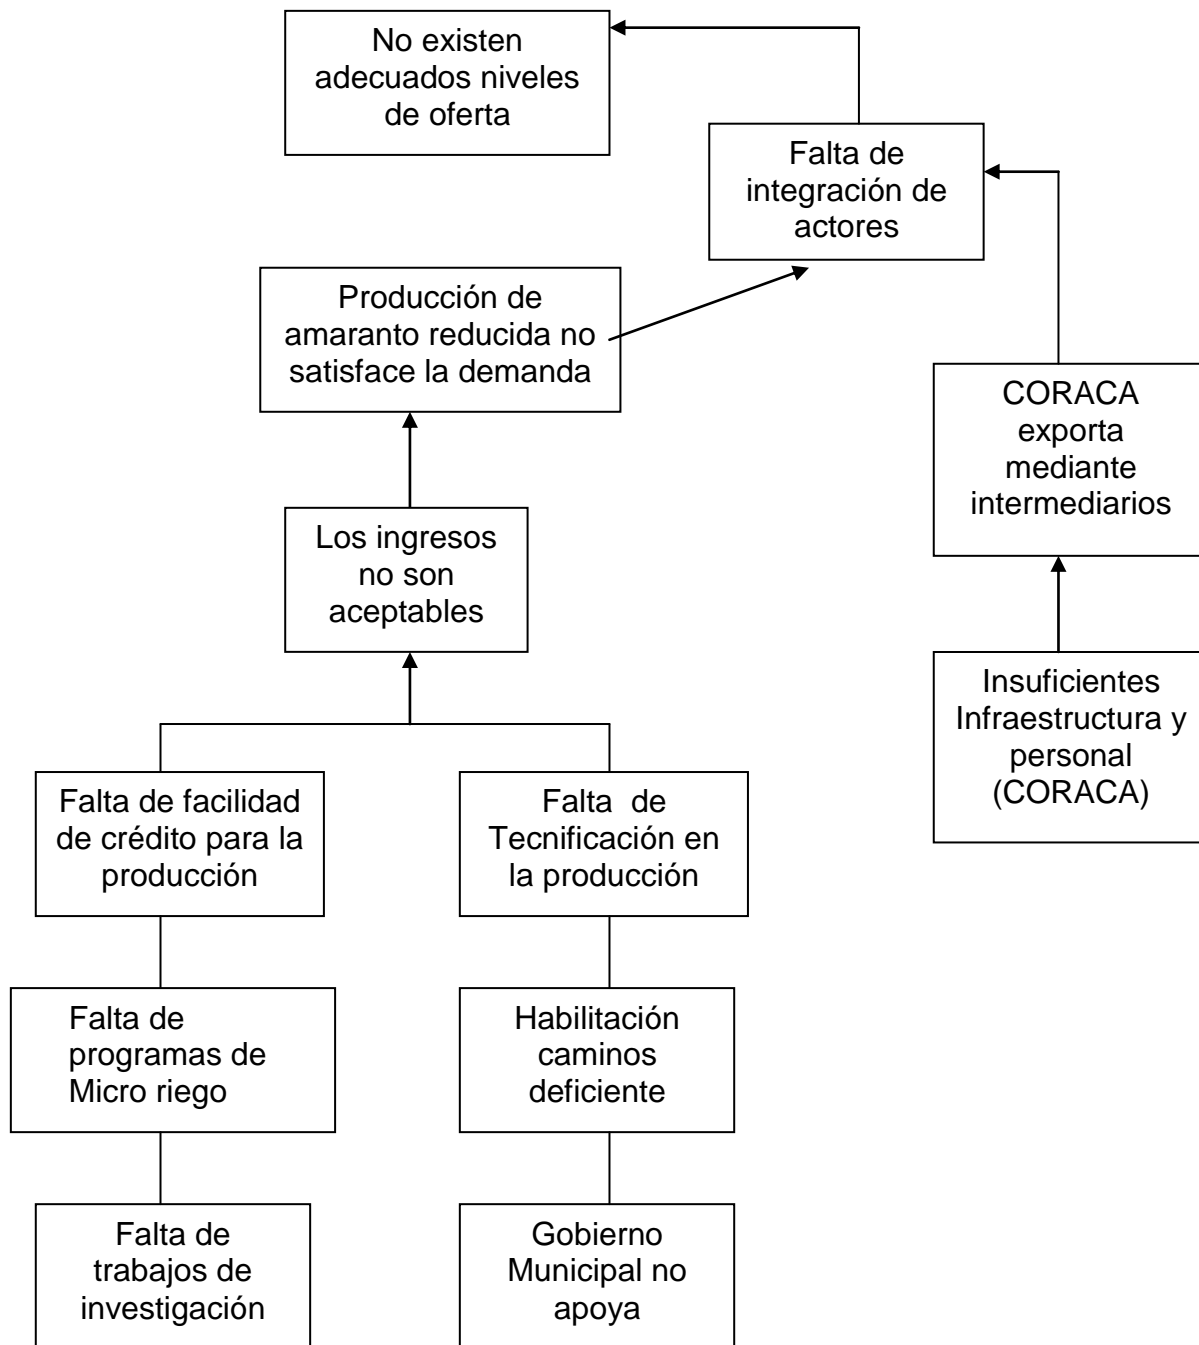 No existen
adecuados niveles
de oferta
Falta de
integración de
actores
Producción de
amaranto reducida no
satisface la demanda
CORACA
exporta
mediante
intermediarios
Los ingresos
no son
aceptables
Insuficientes
Infraestructura y
personal
(CORACA)
Falta de facilidad
de crédito para la
producción
Falta  de
Tecnificación en
la producción
Falta de
programas de
Micro riego
Habilitación
caminos
deficiente
Falta de
trabajos de
investigación
Gobierno
Municipal no
apoya